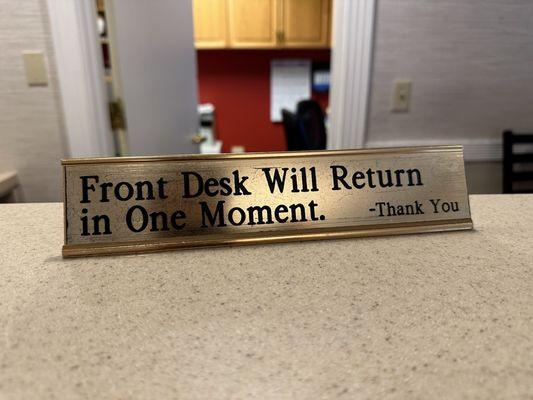 Front Desk Will Return
in One Moment.
-Thank You